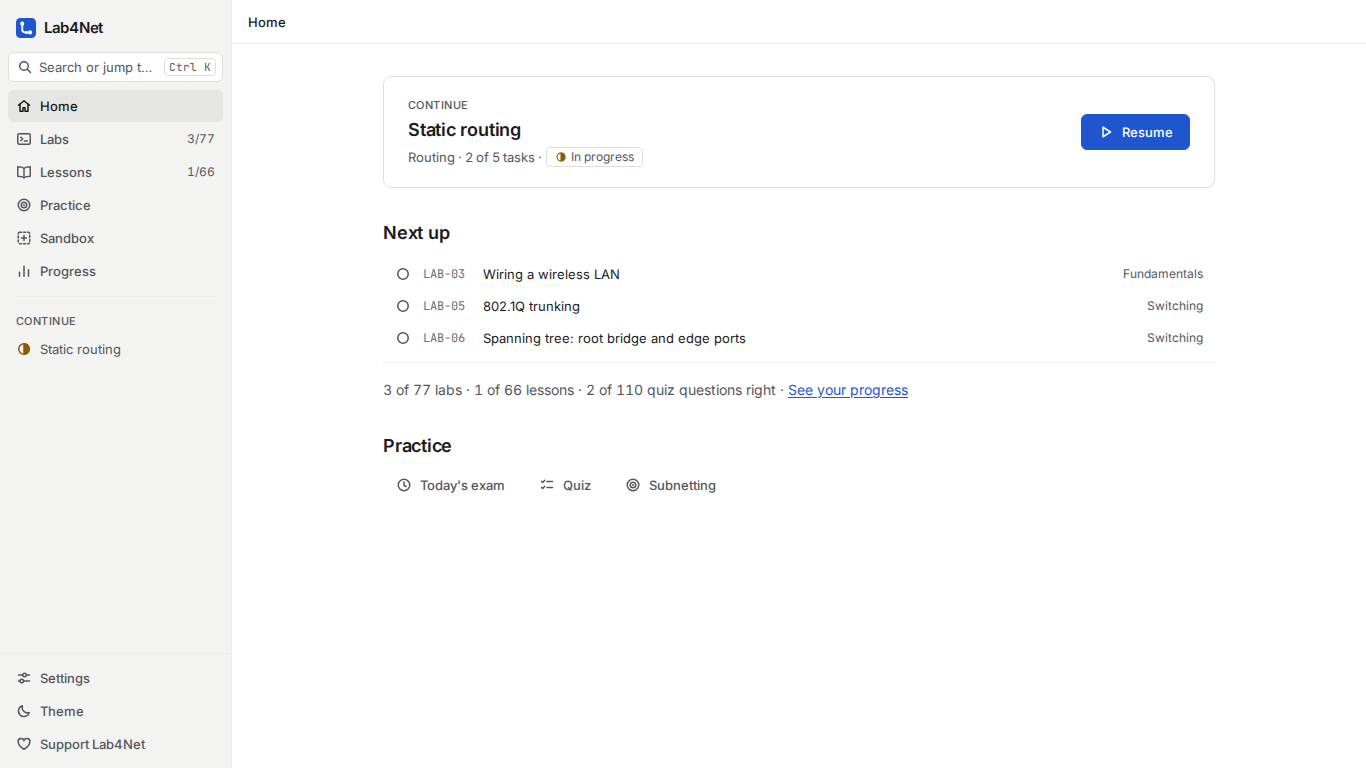 Lab4Net
Search or jump t... Ctrl K
Home
Labs 3/77
Lessons 1/66
Practice
Sandbox
Progress
CONTINUE
Static routing
Settings
Theme
Support Lab4Net
Home
CONTINUE
Static routing
Routing · 2 of 5 tasks · In progress
Resume
Next up
LAB-03 Wiring a wireless LAN Fundamentals
LAB-05 802.1Q trunking Switching
LAB-06 Spanning tree: root bridge and edge ports Switching
3 of 77 labs · 1 of 66 lessons · 2 of 110 quiz questions right · See your progress
Practice
Today's exam Quiz Subnetting